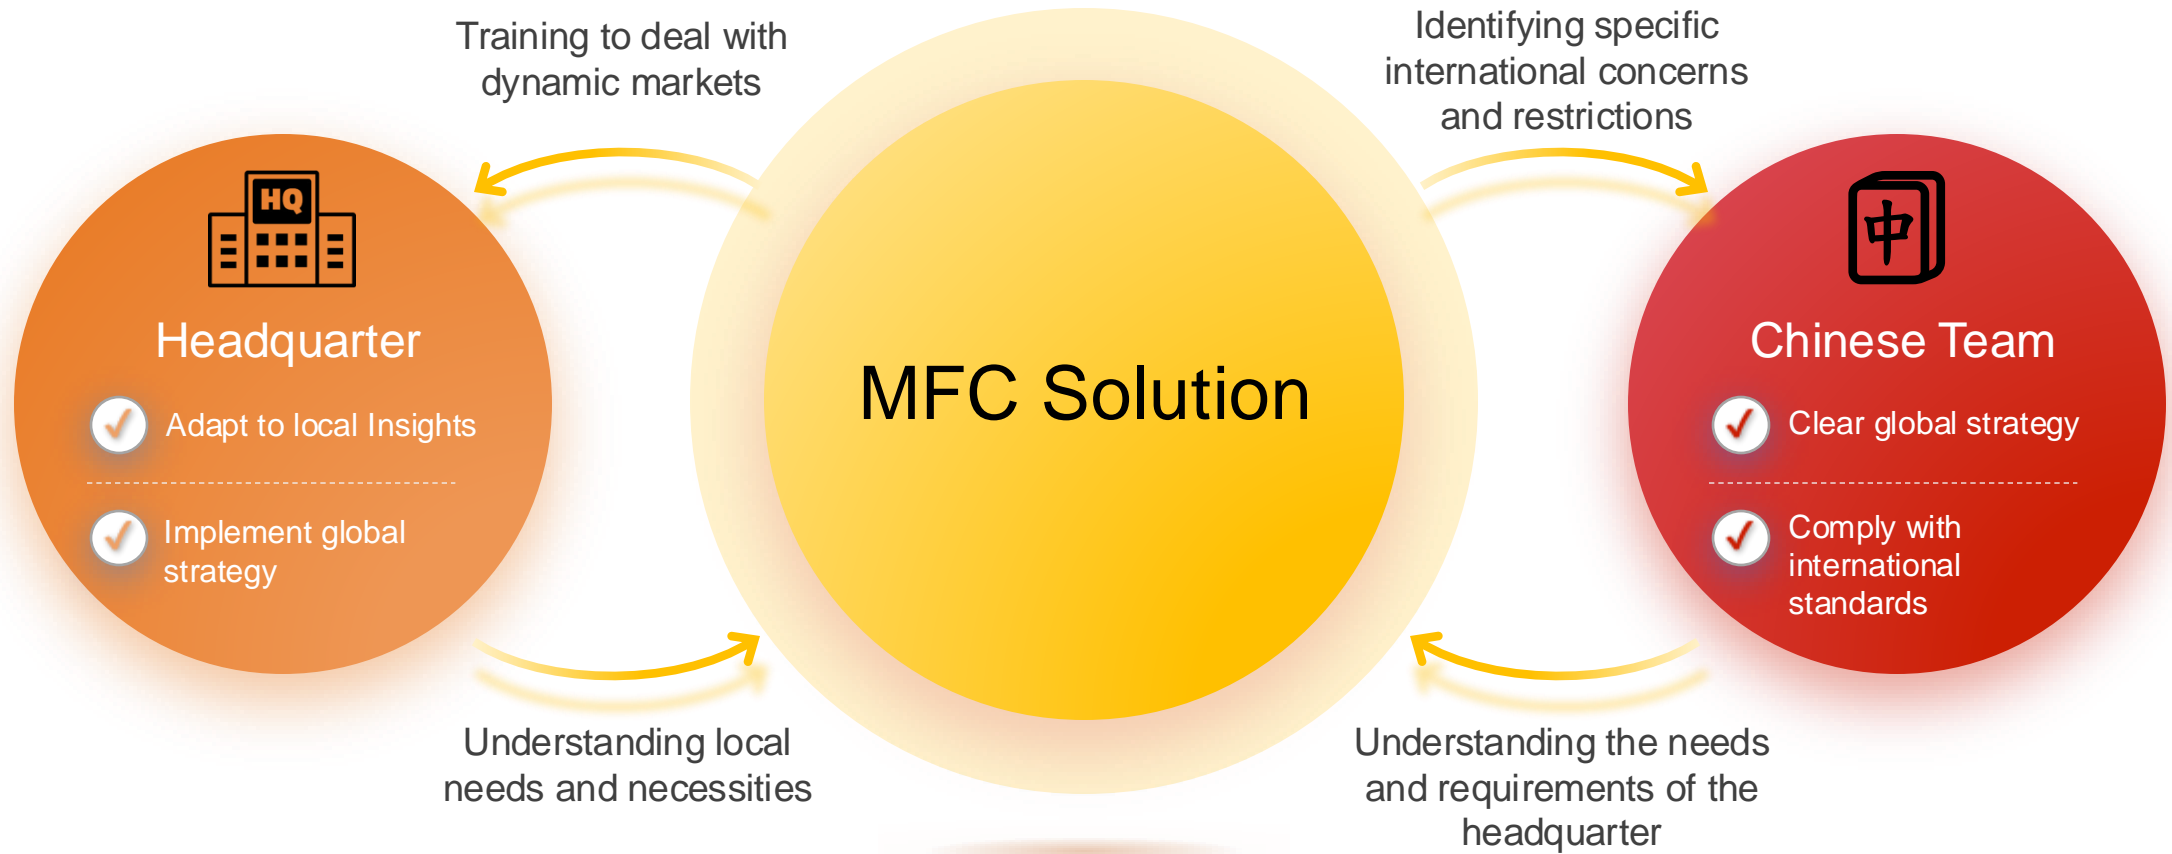 Training to deal with
dynamic markets
Identifying specific
international concerns
and restrictions
HQ
Headquarter
Adapt to local Insights
Implement global
strategy
MFC Solution
中
Chinese Team
Clear global strategy
Comply with
international
standards
Understanding local
needs and necessities
Understanding the needs
and requirements of the
headquarter